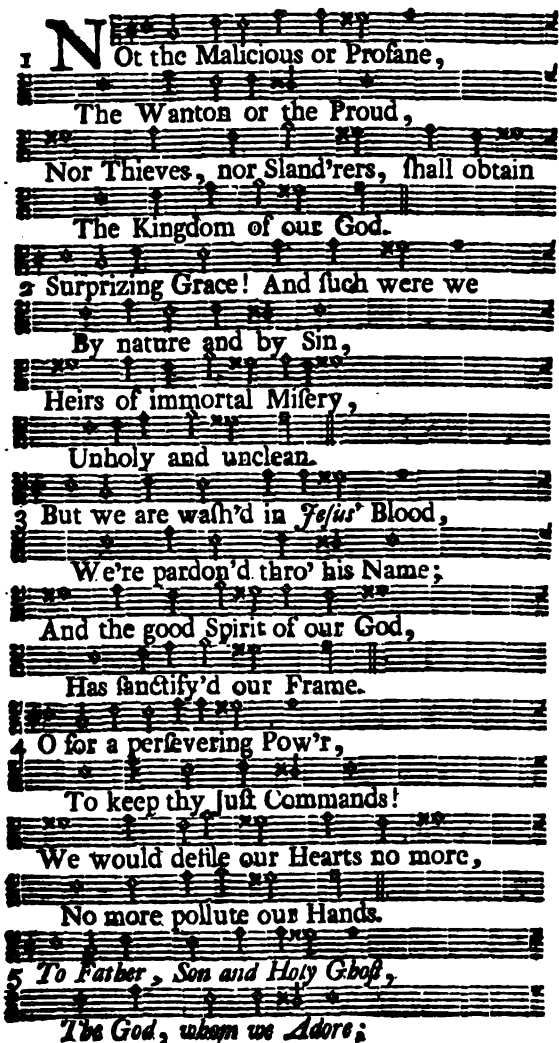 1 NOt the Malicious or Profane,
The Wanton or the Proud,
Nor Thieves, nor Sland'rers, ſhall obtain
The Kingdom of our God.
2 Surprizing Grace! And ſuch were we
By nature and by Sin,
Heirs of immortal Miſery,
Unholy and unclean.
3 But we are waſh'd in Jeſus' Blood,
We're pardon'd thro' his Name;
And the good Spirit of our God,
Has ſanctify'd our Frame.
4 O for a perſevering Pow'r,
To keep thy Juſt Commands!
We would defile our Hearts no more,
No more pollute our Hands.
5 To Father, Son and Holy Ghoſt,
The God, whom we Adore;